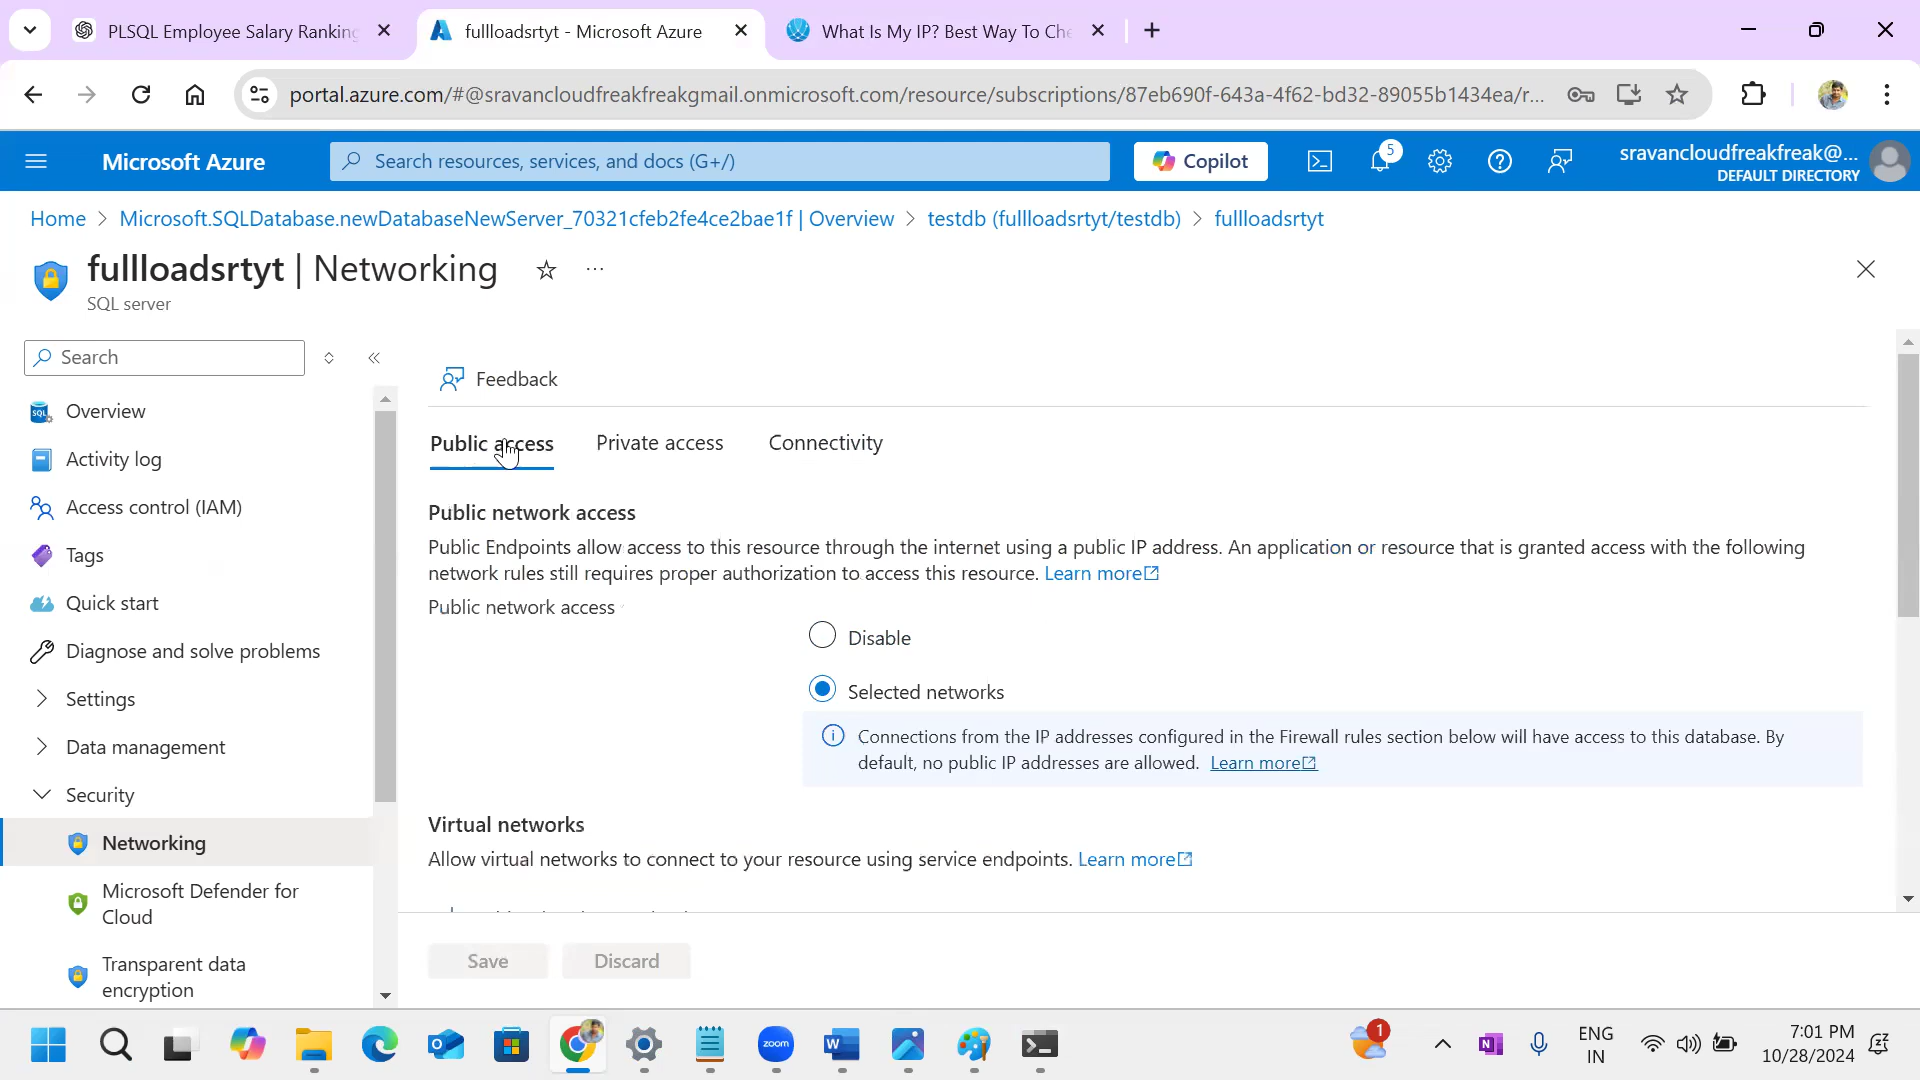 PLSQL Employee Salary Ranking
fullloadsrtyt - Microsoft Azure
What Is My IP? Best Way To Che
portal.azure.com/#@sravancloudfreakfreakgmail.onmicrosoft.com/resource/subscriptions/87eb690f-643a-4f62-bd32-89055b1434ea/r...
Microsoft Azure
Search resources, services, and docs (G+/)
Copilot
5
sravancloudfreakfreak@...
DEFAULT DIRECTORY
Home > Microsoft.SQLDatabase.newDatabaseNewServer_70321cfeb2fe4ce2bae1f | Overview > testdb (fullloadsrtyt/testdb) > fullloadsrtyt
fullloadsrtyt | Networking
SQL server
Search
Overview
Activity log
Access control (IAM)
Tags
Quick start
Diagnose and solve problems
Settings
Data management
Security
Networking
Microsoft Defender for
Cloud
Transparent data
encryption
Feedback
Public access
Private access
Connectivity
Public network access
Public Endpoints allow access to this resource through the internet using a public IP address. An application or resource that is granted access with the following
network rules still requires proper authorization to access this resource. Learn more
Public network access
Disable
Selected networks
Connections from the IP addresses configured in the Firewall rules section below will have access to this database. By
default, no public IP addresses are allowed. Learn more
Virtual networks
Allow virtual networks to connect to your resource using service endpoints. Learn more
Save
Discard
zoom
1
ENG
IN
7:01 PM
10/28/2024